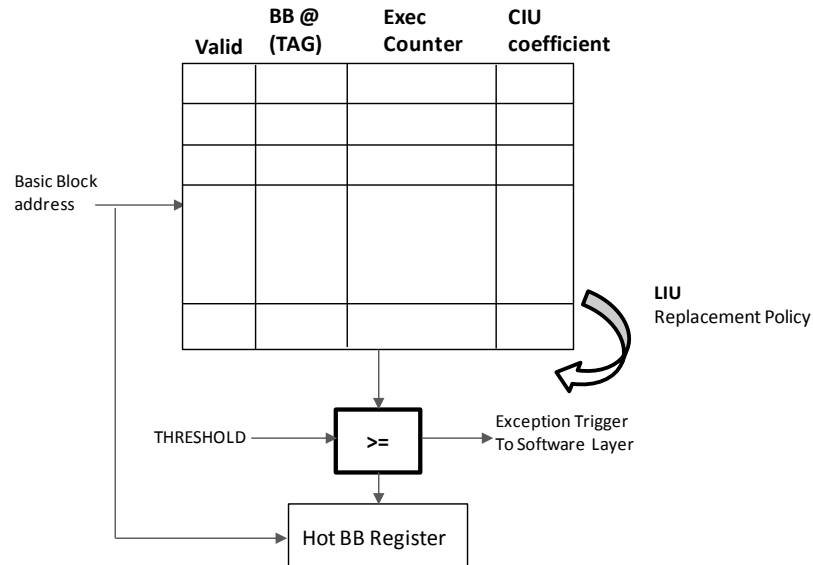 Valid
BB @
(TAG)
Exec
Counter
CIU
coefficient
Basic Block
address
LIU
Replacement Policy
THRESHOLD
>=
Exception Trigger
To Software Layer
Hot BB Register